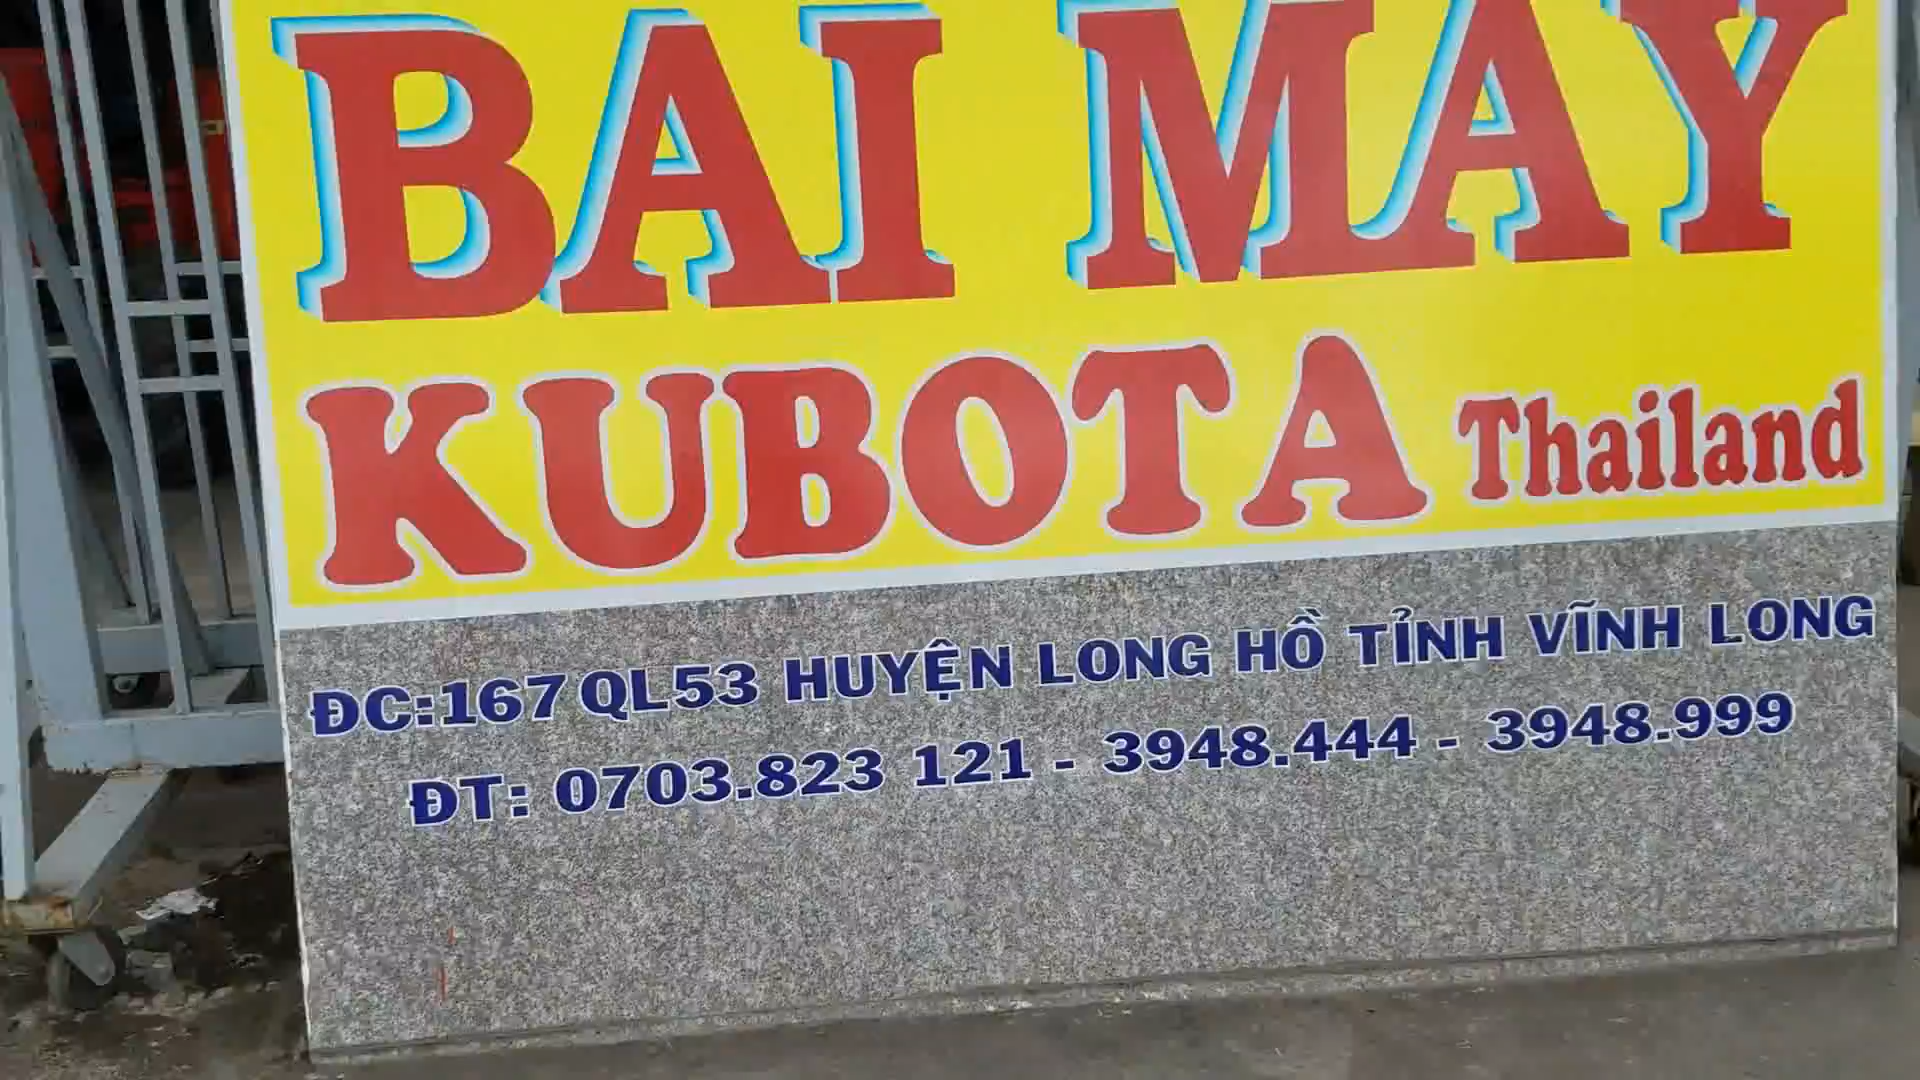 BAI MAY
KUBOTA Thailand
ĐC:167 QL53 HUYỆN LONG HỒ TỈNH VĨNH LONG
ĐT: 0703.823 121 - 3948.444 - 3948.999